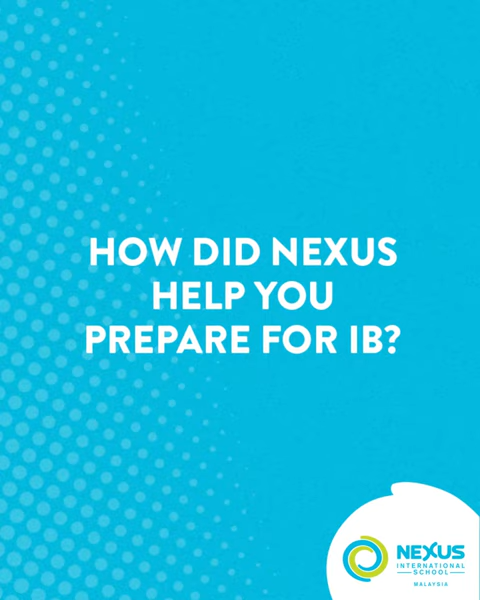 HOW DID NEXUS
HELP YOU
PREPARE FOR IB?
NEXUS
INTERNATIONAL
SCHOOL
MALAYSIA